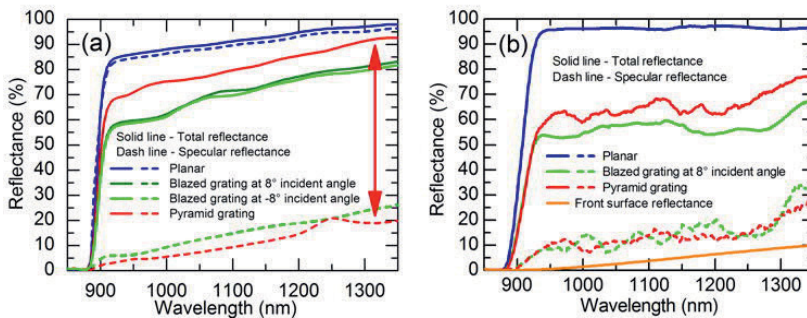 100
90
80
70
60
50
40
30
20
10
0
Reflectance (%)
(a)
Solid line - Total reflectance
Dash line - Specular reflectance
Planar
Blazed grating at 8° incident angle
Blazed grating at -8° incident angle
Pyramid grating
900 1000 1100 1200 1300
Wavelength (nm)
100
90
80
70
60
50
40
30
20
10
0
Reflectance (%)
(b)
Solid line - Total reflectance
Dash line - Specular reflectance
Planar
Blazed grating at 8° incident angle
Pyramid grating
Front surface reflectance
900 1000 1100 1200 1300
Wavelength (nm)